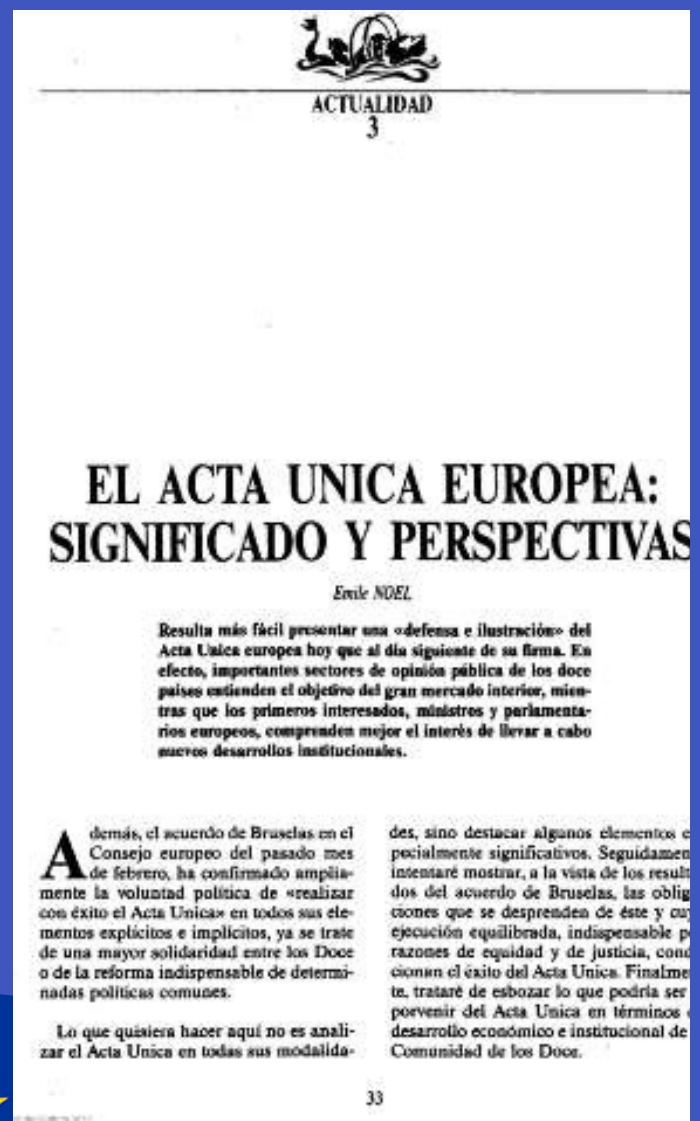 ACTUALIDAD
3
EL ACTA UNICA EUROPEA:
SIGNIFICADO Y PERSPECTIVAS
Emile NOEL
Resulta más fácil presentar una «defensa e ilustración» del
Acta Unica europea hoy que al día siguiente de su firma. En
efecto, importantes sectores de opinión pública de los doce
países entienden el objetivo del gran mercado interior, mien-
tras que los primeros interesados, ministros y parlamenta-
rios europeos, comprenden mejor el interés de llevar a cabo
nuevos desarrollos institucionales.
Además, el acuerdo de Bruselas en el
Consejo europeo del pasado mes
de febrero, ha confirmado amplia-
mente la voluntad política de «realizar
con éxito el Acta Unica» en todos sus ele-
mentos explícitos e implícitos, ya se trate
de una mayor solidaridad entre los Doce
o de la reforma indispensable de determi-
nadas políticas comunes.
Lo que quisiera hacer aquí no es anali-
zar el Acta Unica en todas sus modalida-
des, sino destacar algunos elementos e
pecialmente significativos. Seguidamen
intentaré mostrar, a la vista de los result
dos del acuerdo de Bruselas, las oblig
ciones que se desprenden de éste y cuy
ejecución equilibrada, indispensable p
razones de equidad y de justicia, cond
cionan el éxito del Acta Unica. Finalme
te, trataré de esbozar lo que podría ser
porvenir del Acta Unica en términos
desarrollo económico e institucional de
Comunidad de los Doce.
33